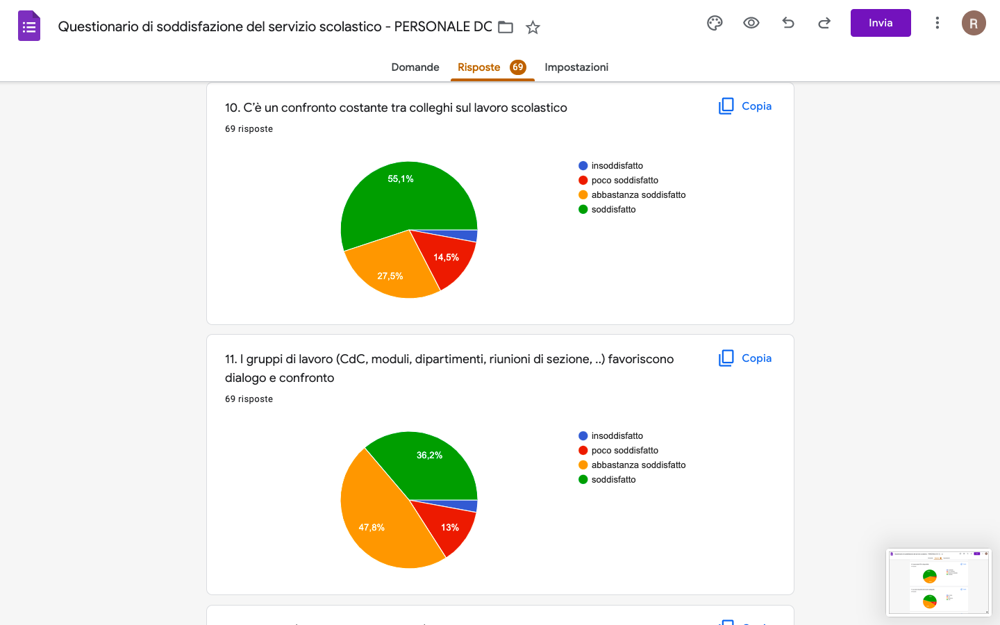 Questionario di soddisfazione del servizio scolastico - PERSONALE DC
Invia
R
Domande
Risposte 69
Impostazioni
10. C’è un confronto costante tra colleghi sul lavoro scolastico
Copia
69 risposte
insoddisfatto
poco soddisfatto
abbastanza soddisfatto
soddisfatto
55,1%
14,5%
27,5%
11. I gruppi di lavoro (CdC, moduli, dipartimenti, riunioni di sezione, ..) favoriscono
dialogo e confronto
Copia
69 risposte
insoddisfatto
poco soddisfatto
abbastanza soddisfatto
soddisfatto
36,2%
47,8%
13%